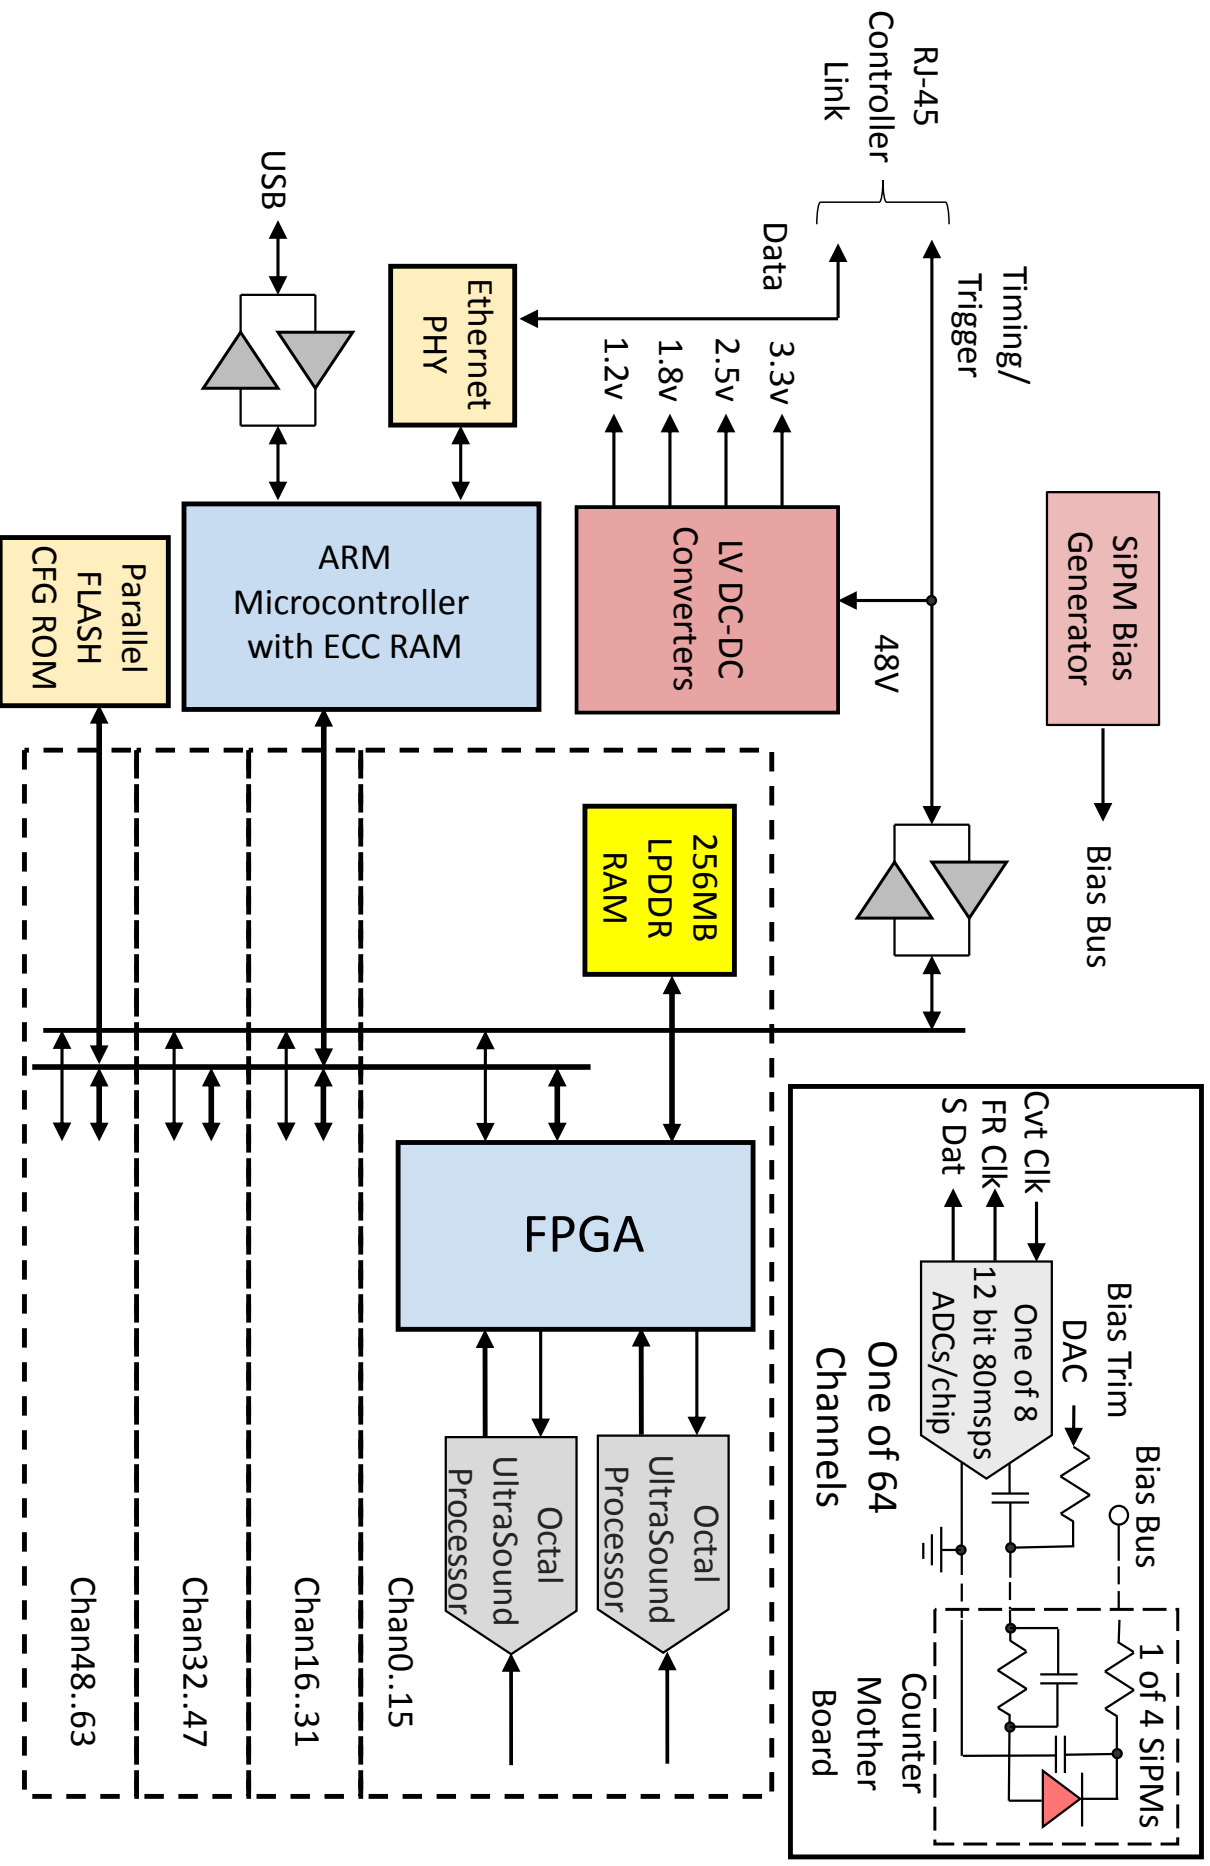 RJ-45
Controller
Link
Timing/
Trigger
Data
USB
Ethernet
PHY
3.3v
2.5v
1.8v
1.2v
LV DC-DC
Converters
48V
SiPM Bias
Generator
Bias Bus
ARM
Microcontroller
with ECC RAM
Parallel
FLASH
CFG ROM
256MB
LPDDR
RAM
FPGA
Octal
UltraSound
Processor
Octal
UltraSound
Processor
Chan0..15
Chan16..31
Chan32..47
Chan48..63
Cvt Clk
FR Clk
S Dat
One of 8
12 bit 80msps
ADCs/chip
Bias Trim
DAC
Bias Bus
1 of 4 SiPMs
Counter
Mother
Board
One of 64
Channels